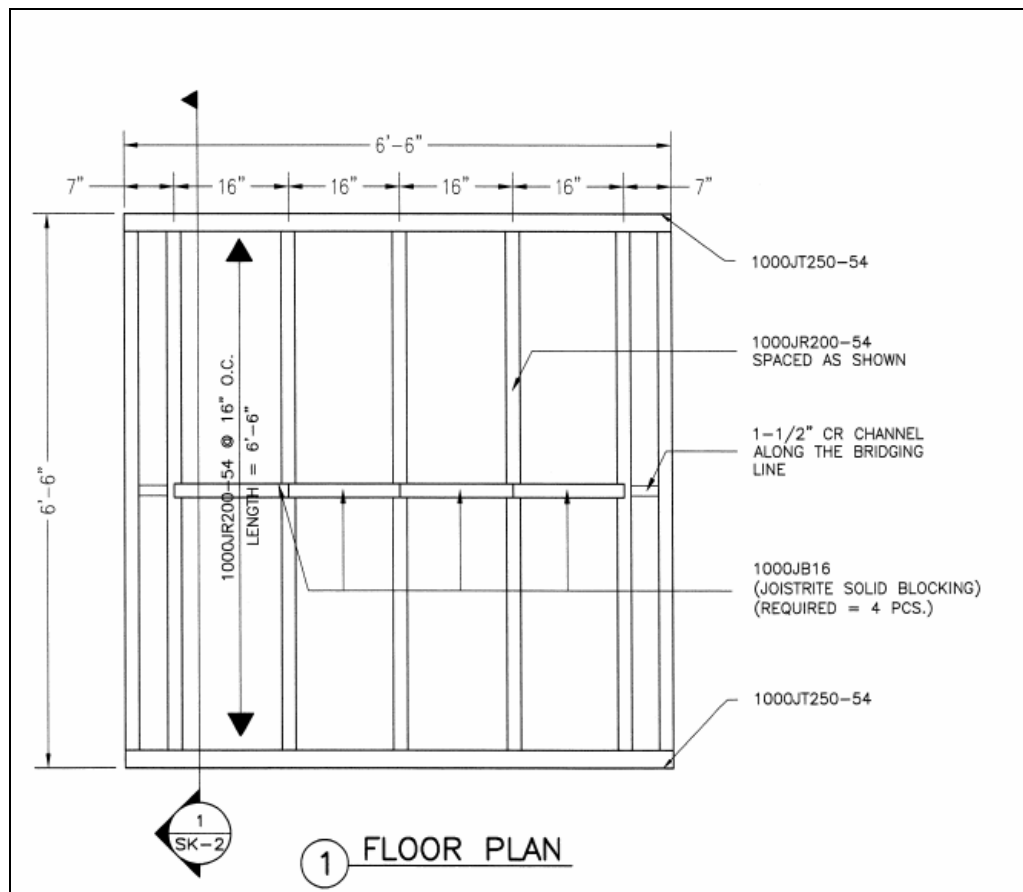 6'-6"
7" 16" 16" 16" 16" 7"
1000JT250-54
1000JR200-54
SPACED AS SHOWN
1-1/2" CR CHANNEL
ALONG THE BRIDGING
LINE
6'-6"
1000JR200-54 @ 16" O.C.
LENGTH = 6'-6"
1000JB16
(JOISTRITE SOLID BLOCKING)
(REQUIRED = 4 PCS.)
1000JT250-54
1
SK-2
1 FLOOR PLAN